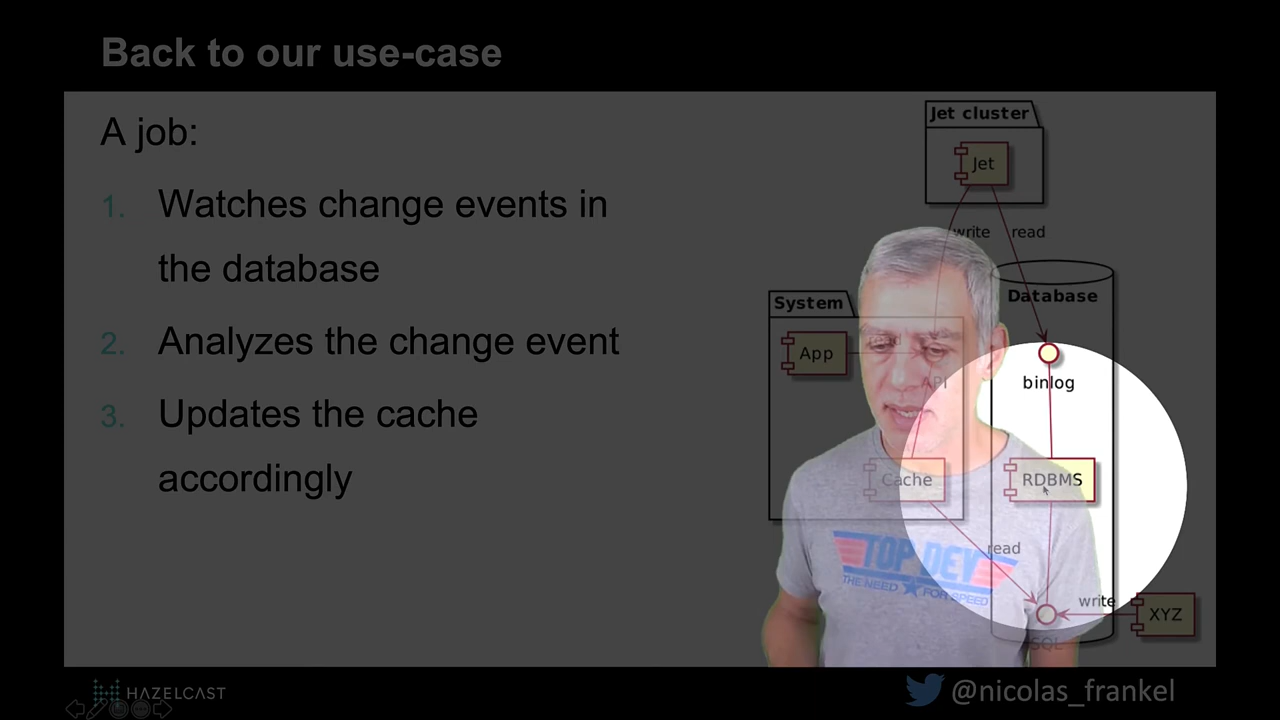 Back to our use-case
A job:
1. Watches change events in
the database
2. Analyzes the change event
3. Updates the cache
accordingly
Jet cluster
Jet
write
read
System
App
API
Cache
Database
binlog
RDBMS
read
write
XYZ
SQL
TOP DEV
THE NEED FOR SPEED
HAZELCAST
@nicolas_frankel